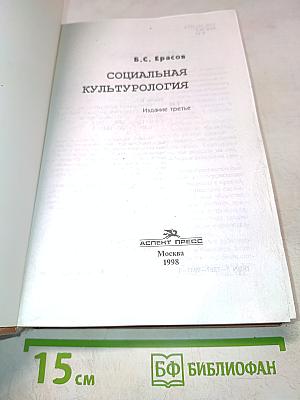 Б.С. Ерасов
СОЦИАЛЬНАЯ
КУЛЬТУРОЛОГИЯ
Издание третье
АСПЕКТ ПРЕСС
Москва
1998
15 см
БФ БИБЛИОФАН